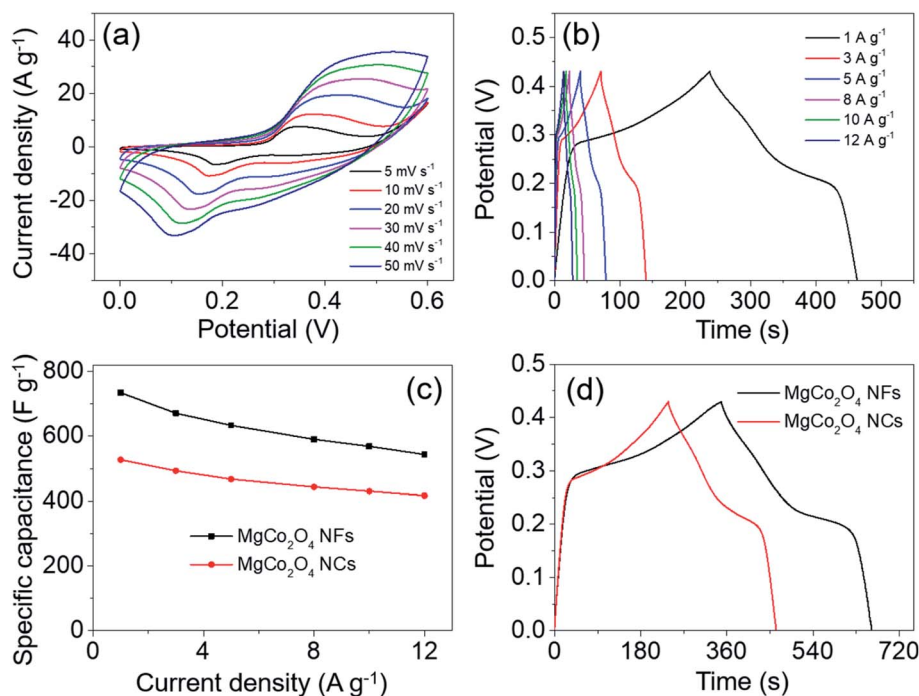 (a)
40
20
0
-20
-40
Current density (A g⁻¹)
5 mV s⁻¹
10 mV s⁻¹
20 mV s⁻¹
30 mV s⁻¹
40 mV s⁻¹
50 mV s⁻¹
0.0 0.2 0.4 0.6
Potential (V)
(b)
0.5
0.4
0.3
0.2
0.1
0.0
Potential (V)
1 A g⁻¹
3 A g⁻¹
5 A g⁻¹
8 A g⁻¹
10 A g⁻¹
12 A g⁻¹
0 100 200 300 400 500
Time (s)
(c)
800
600
400
200
0
Specific capacitance (F g⁻¹)
MgCo₂O₄ NFs
MgCo₂O₄ NCs
0 4 8 12
Current density (A g⁻¹)
(d)
0.5
0.4
0.3
0.2
0.1
0.0
Potential (V)
MgCo₂O₄ NFs
MgCo₂O₄ NCs
0 180 360 540 720
Time (s)